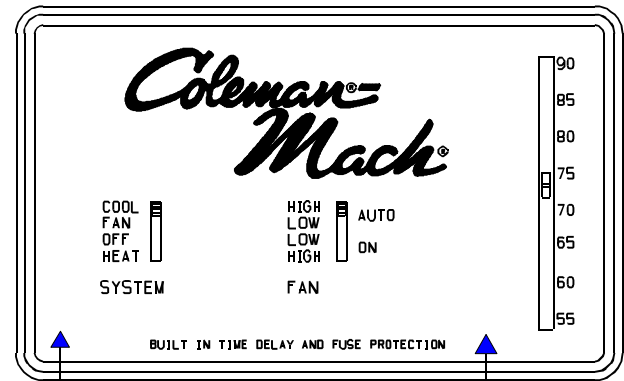 Coleman®-
Mach®
COOL
FAN
OFF
HEAT
SYSTEM
HIGH
LOW
LOW
HIGH
AUTO
ON
FAN
90
85
80
75
70
65
60
55
BUILT IN TIME DELAY AND FUSE PROTECTION